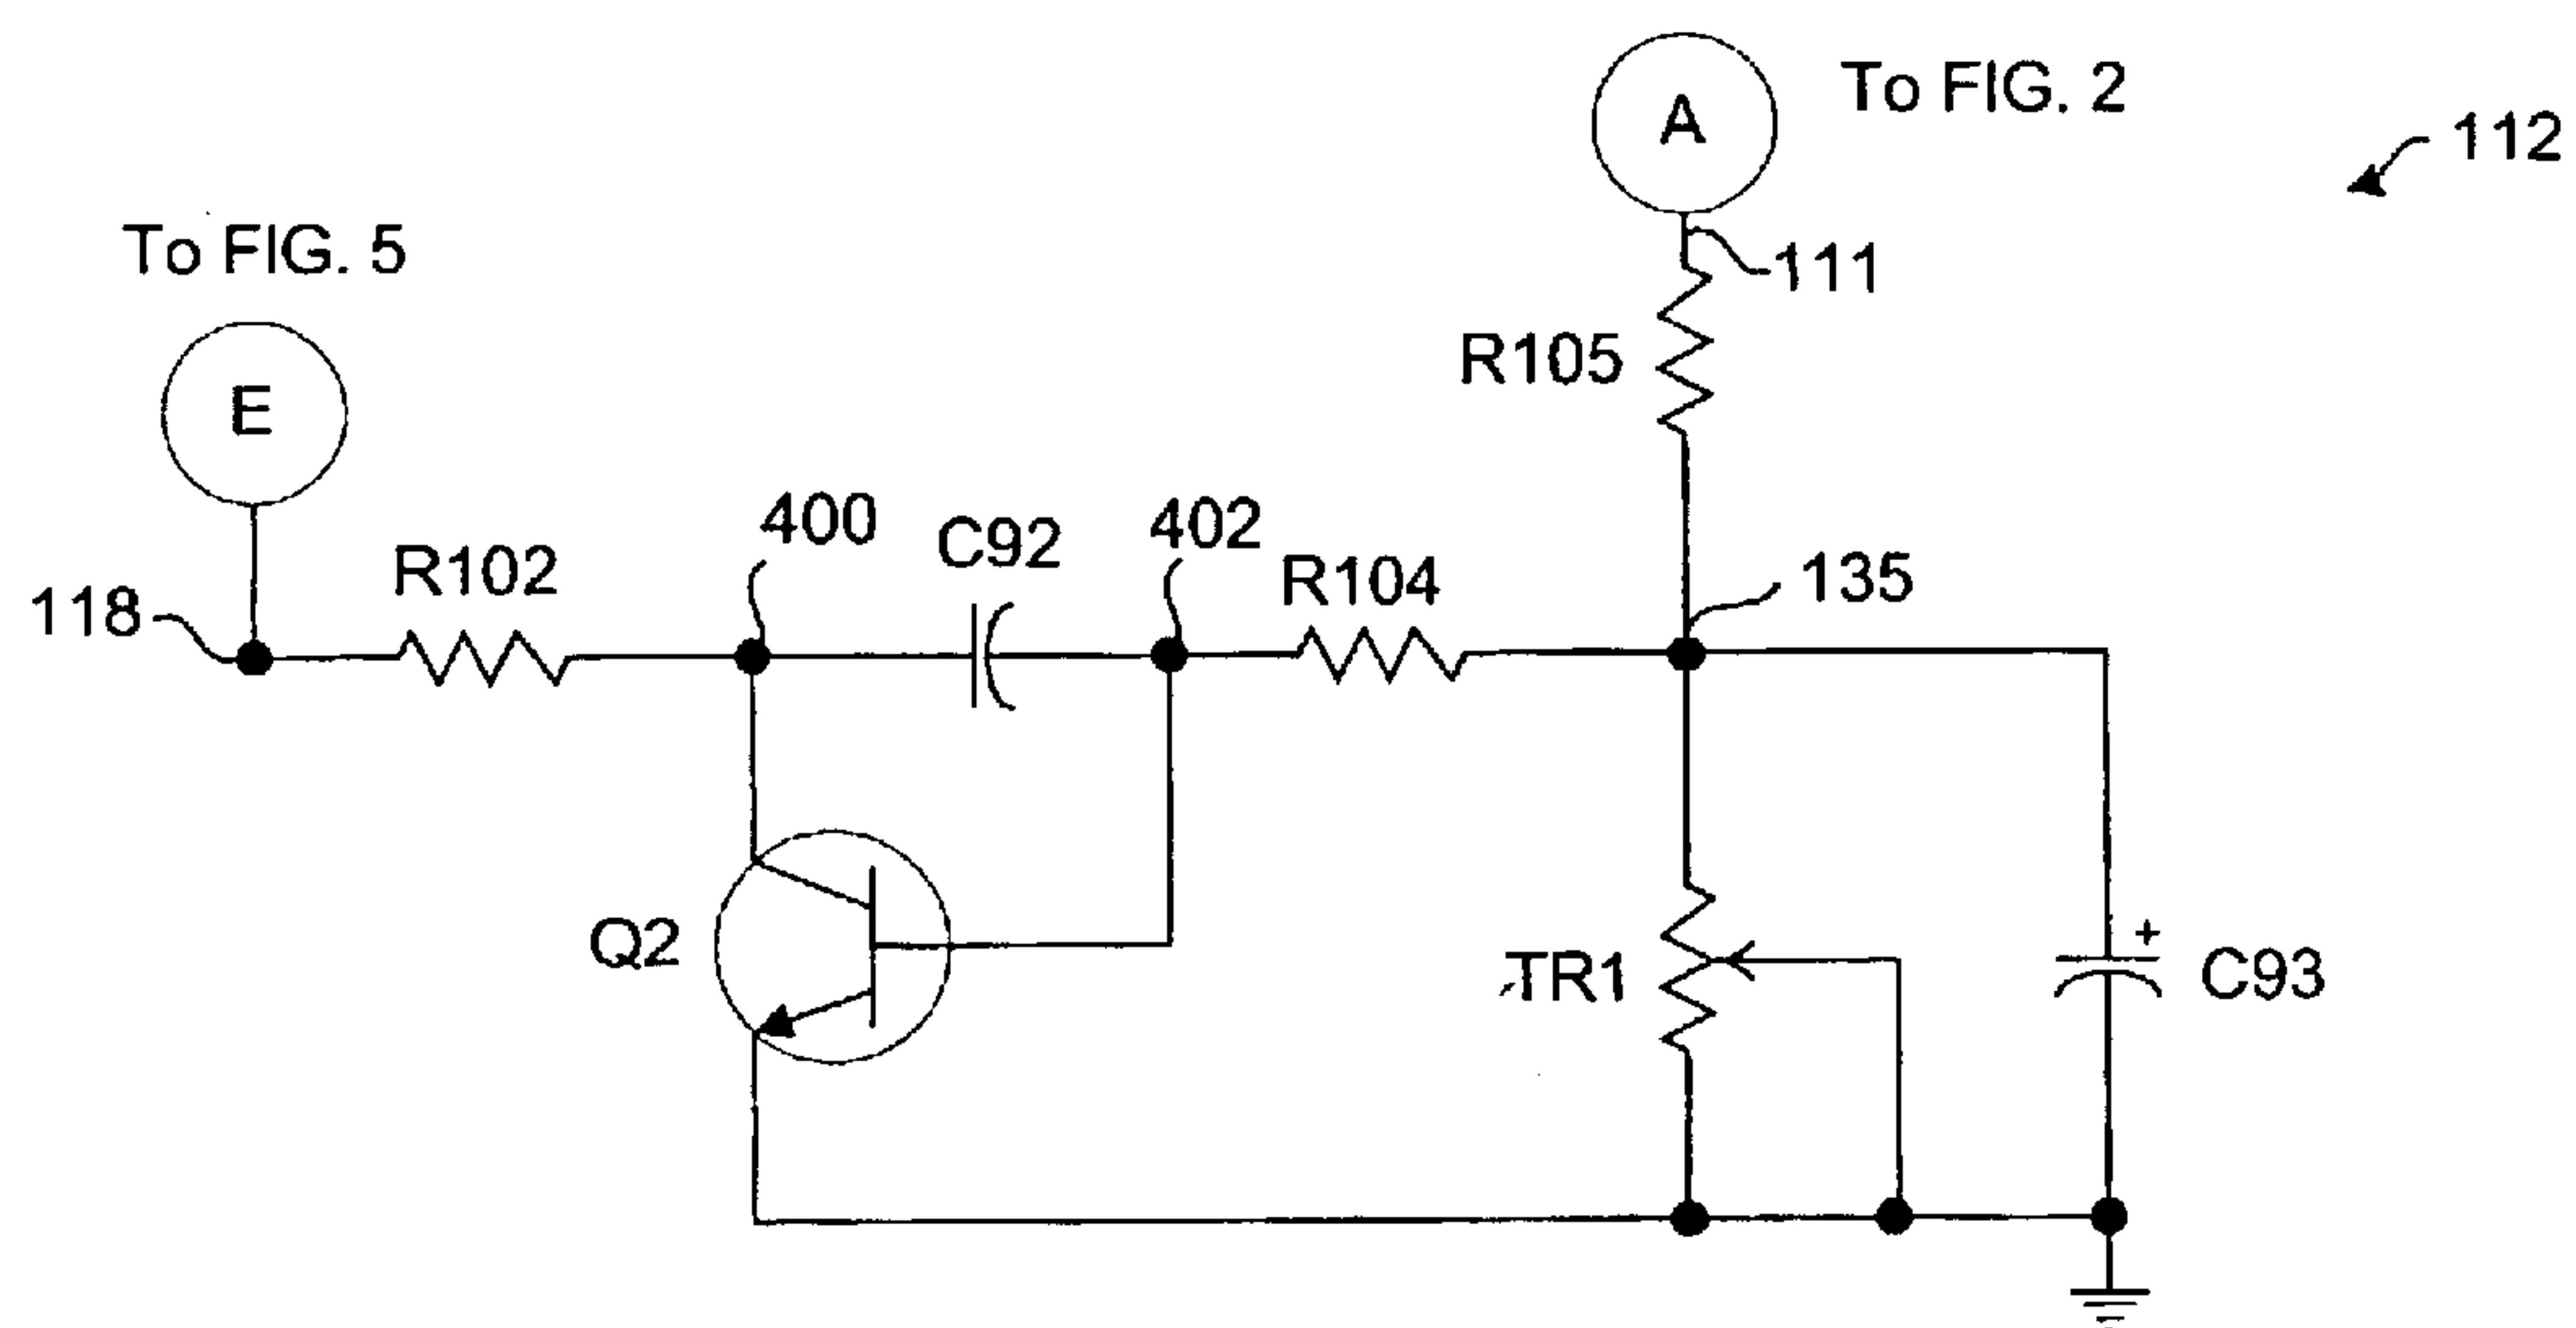 A
To FIG. 2
112
To FIG. 5
111
R105
E
400
C92
402
R102
R104
135
118
Q2
TR1
+
C93